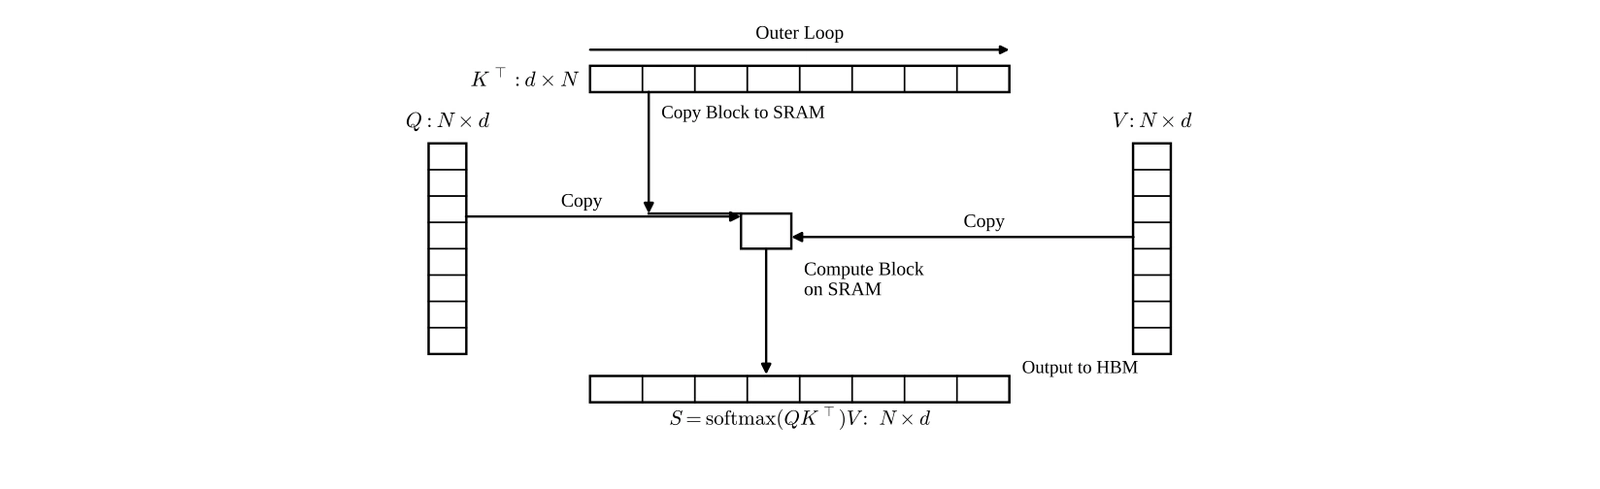 Outer Loop
K⊤ : d × N
Copy Block to SRAM
Q : N × d
V : N × d
Copy
Copy
Compute Block
on SRAM
Output to HBM
S = softmax(QK⊤)V : N × d